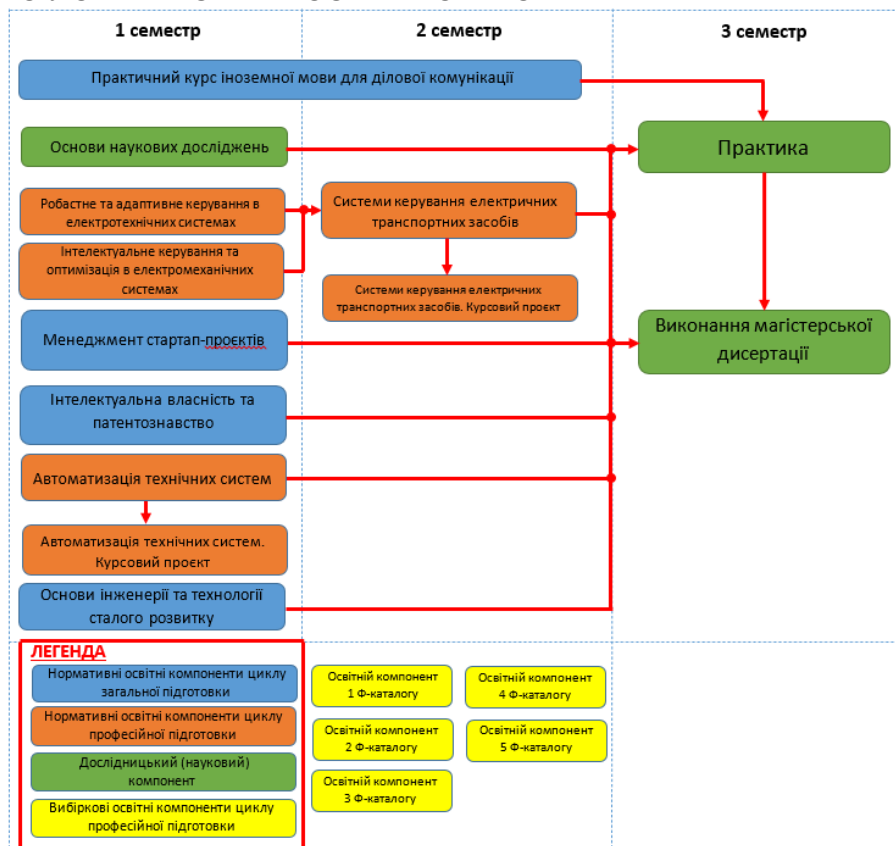 1 семестр
2 семестр
3 семестр
Практичний курс іноземної мови для ділової комунікації
Основи наукових досліджень
Практика
Робастне та адаптивне керування в
електротехнічних системах
Системи керування електричних
транспортних засобів
Інтелектуальне керування та
оптимізація в електромеханічних
системах
Системи керування електричних
транспортних засобів. Курсовий проєкт
Менеджмент стартап-проєктів
Виконання магістерської
дисертації
Інтелектуальна власність та
патентознавство
Автоматизація технічних систем
Автоматизація технічних систем.
Курсовий проєкт
Основи інженерії та технології
сталого розвитку
ЛЕГЕНДА
Нормативні освітні компоненти циклу
загальної підготовки
Нормативні освітні компоненти циклу
професійної підготовки
Дослідницький (науковий)
компонент
Вибіркові освітні компоненти циклу
професійної підготовки
Освітній компонент
1 Ф-каталогу
Освітній компонент
4 Ф-каталогу
Освітній компонент
2 Ф-каталогу
Освітній компонент
5 Ф-каталогу
Освітній компонент
3 Ф-каталогу